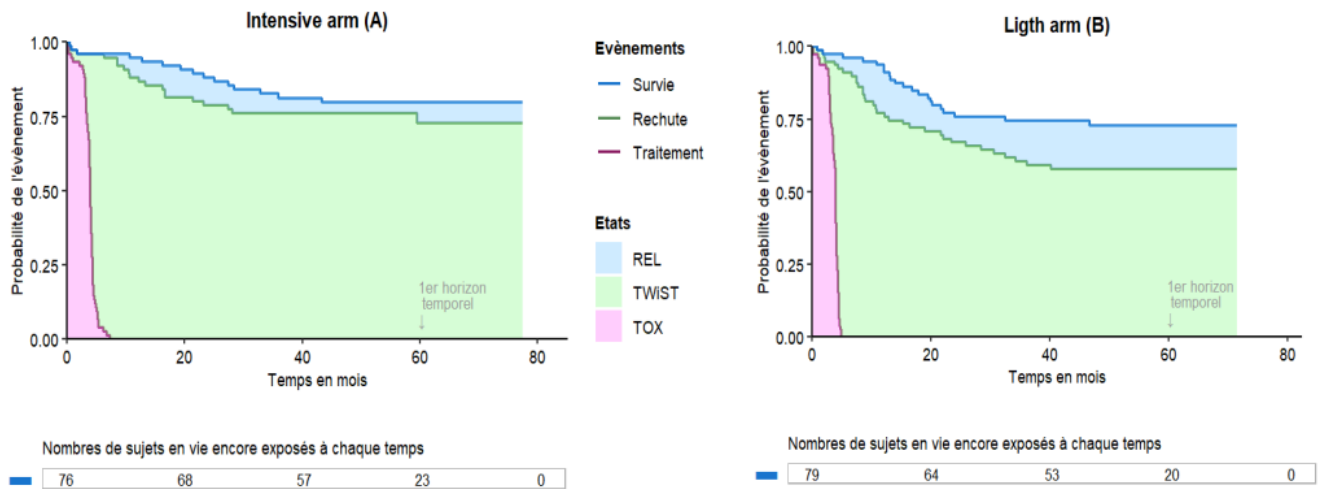 Intensive arm (A)
Probabilité de l'évènement
1.00
0.75
0.50
0.25
0.00
1er horizon
temporel
0 20 40 60 80
Temps en mois
Nombres de sujets en vie encore exposés à chaque temps
76 68 57 23 0
Evènements
Survie
Rechute
Traitement
Etats
REL
TWiST
TOX
Ligth arm (B)
Probabilité de l'évènement
1.00
0.75
0.50
0.25
0.00
1er horizon
temporel
0 20 40 60 80
Temps en mois
Nombres de sujets en vie encore exposés à chaque temps
79 64 53 20 0